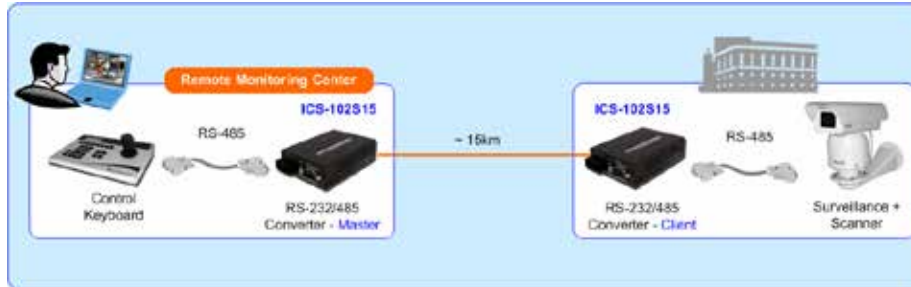 Remote Monitoring Center
ICS-102S15
RS-485
Control
Keyboard
RS-232/485
Converter - Master
~ 15km
ICS-102S15
RS-485
RS-232/485
Converter - Client
Surveillance +
Scanner